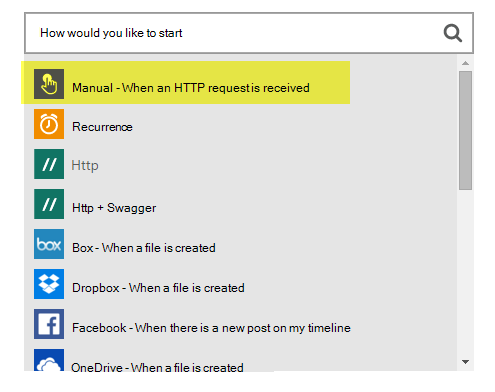 How would you like to start
Manual - When an HTTP request is received
Recurrence
// Http
// Http + Swagger
box Box - When a file is created
Dropbox - When a file is created
f Facebook - When there is a new post on my timeline
OneDrive - When a file is created